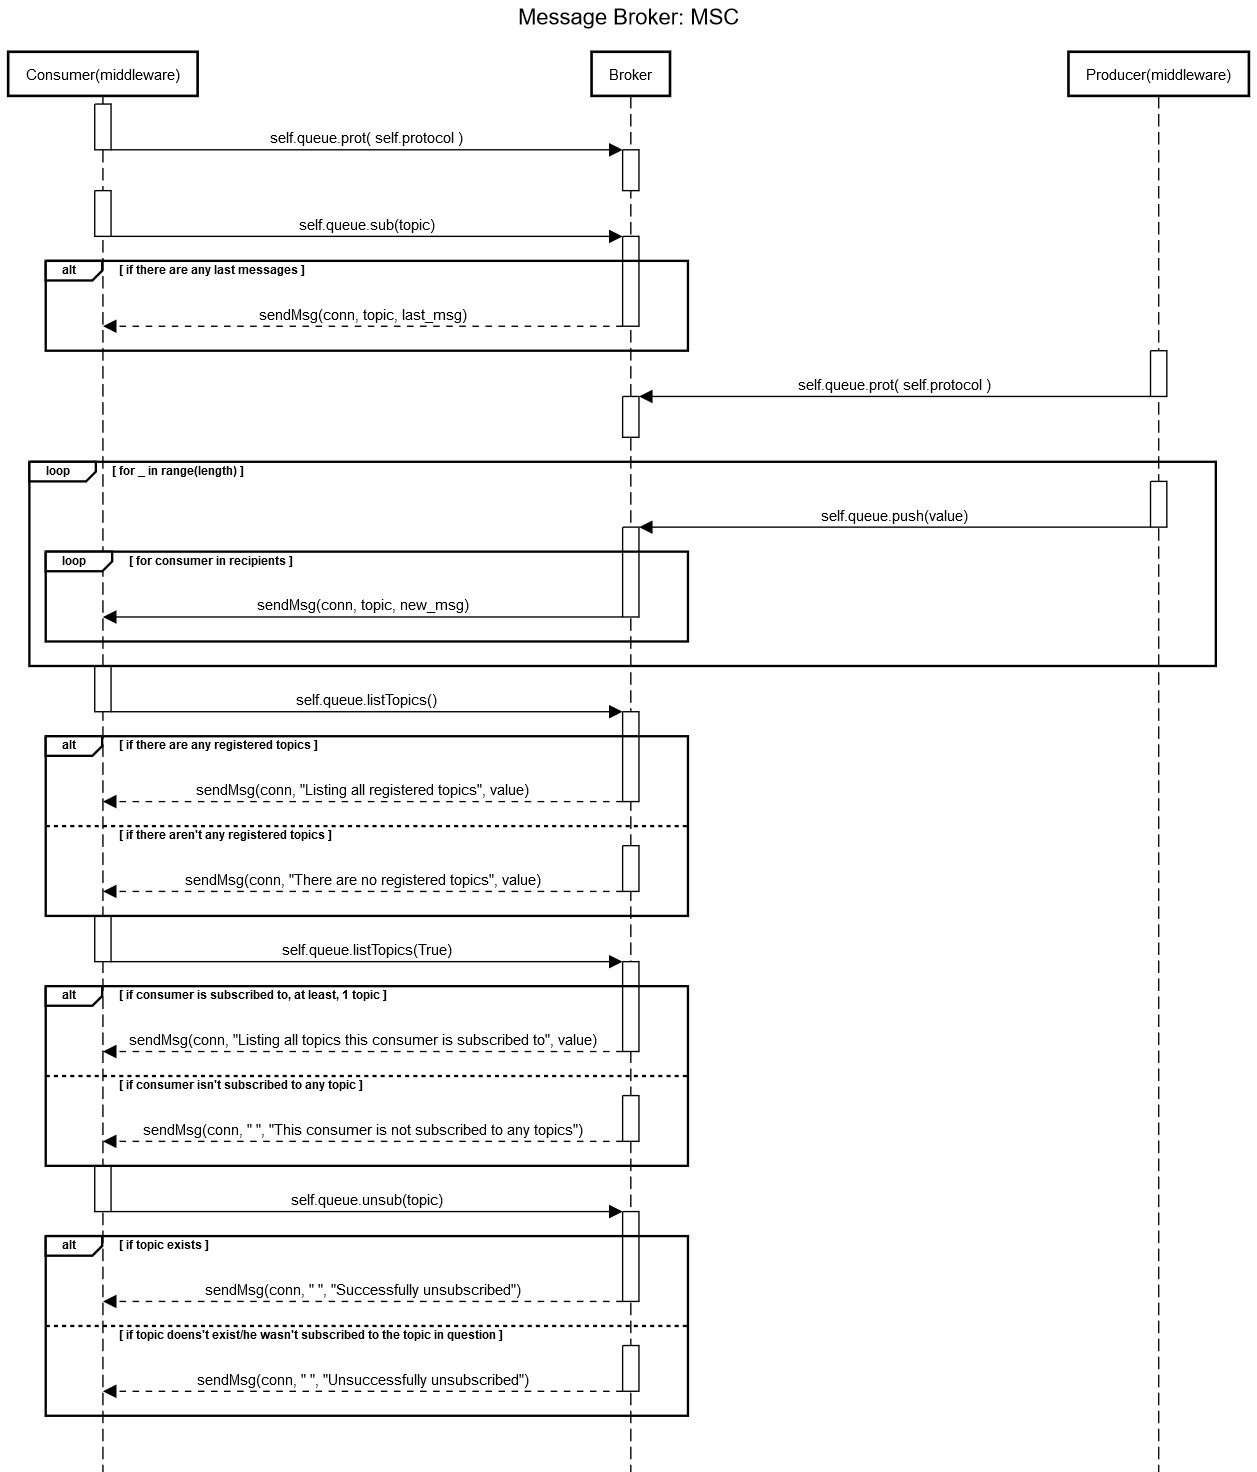 Message Broker: MSC
Consumer(middleware)
Broker
Producer(middleware)
self.queue.prot( self.protocol )
self.queue.sub(topic)
alt
[ if there are any last messages ]
sendMsg(conn, topic, last_msg)
self.queue.prot( self.protocol )
loop
[ for _ in range(length) ]
self.queue.push(value)
loop
[ for consumer in recipients ]
sendMsg(conn, topic, new_msg)
self.queue.listTopics()
alt
[ if there are any registered topics ]
sendMsg(conn, "Listing all registered topics", value)
[ if there aren't any registered topics ]
sendMsg(conn, "There are no registered topics", value)
self.queue.listTopics(True)
alt
[ if consumer is subscribed to, at least, 1 topic ]
sendMsg(conn, "Listing all topics this consumer is subscribed to", value)
[ if consumer isn't subscribed to any topic ]
sendMsg(conn, " ", "This consumer is not subscribed to any topics")
self.queue.unsub(topic)
alt
[ if topic exists ]
sendMsg(conn, " ", "Successfully unsubscribed")
[ if topic doens't exist/he wasn't subscribed to the topic in question ]
sendMsg(conn, " ", "Unsuccessfully unsubscribed")